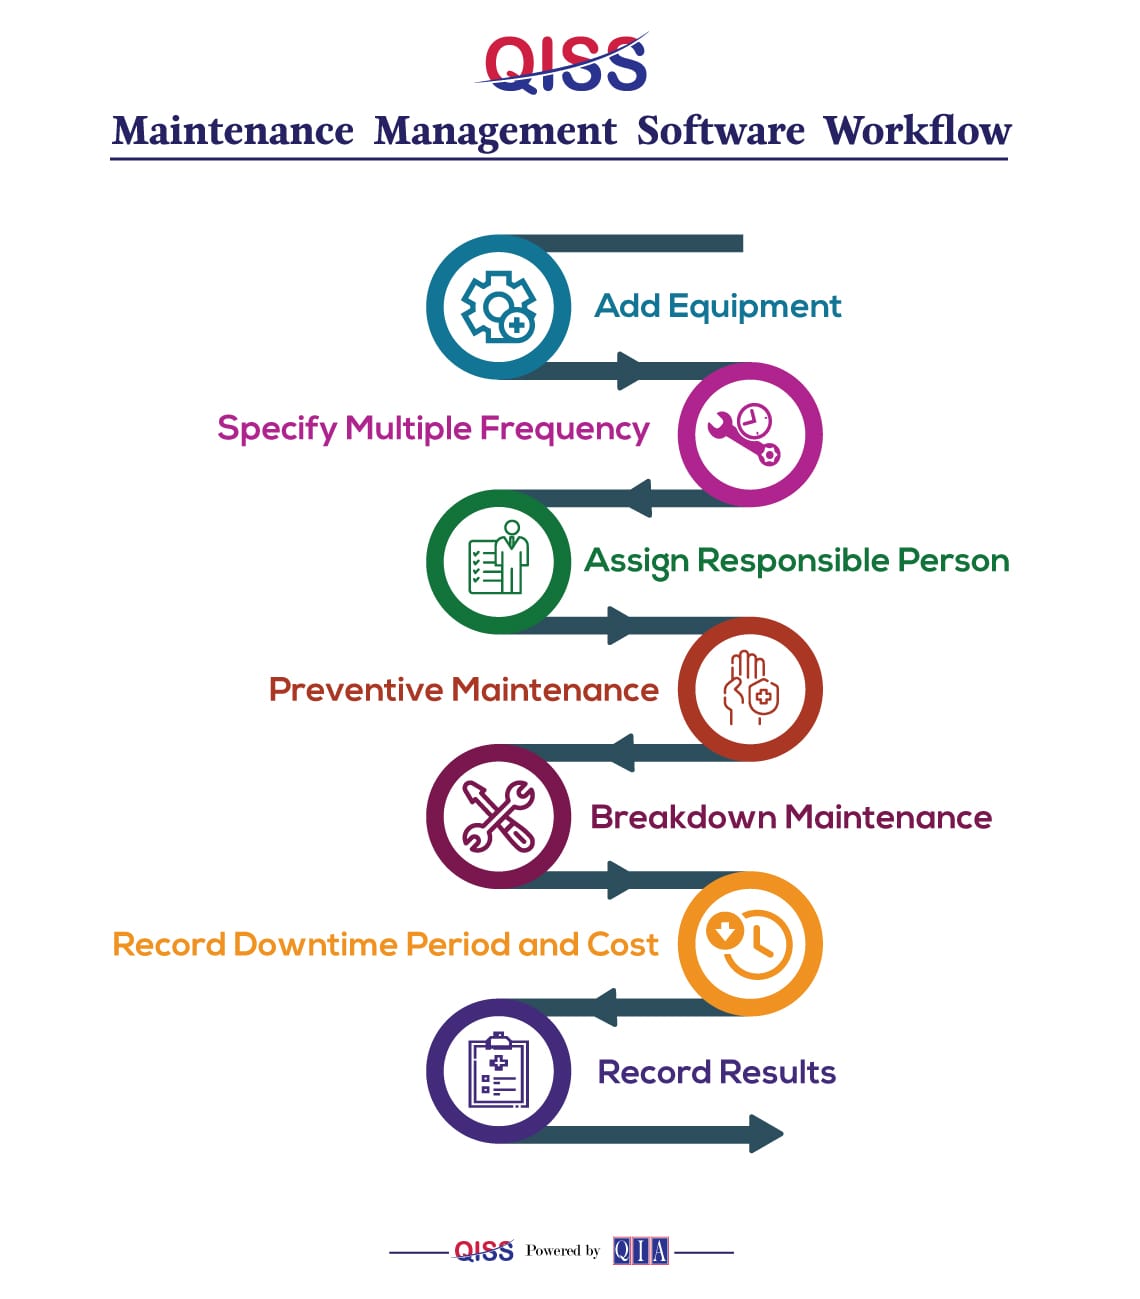 QISS
Maintenance Management Software Workflow
Add Equipment
Specify Multiple Frequency
Assign Responsible Person
Preventive Maintenance
Breakdown Maintenance
Record Downtime Period and Cost
Record Results
QISS Powered by QIA